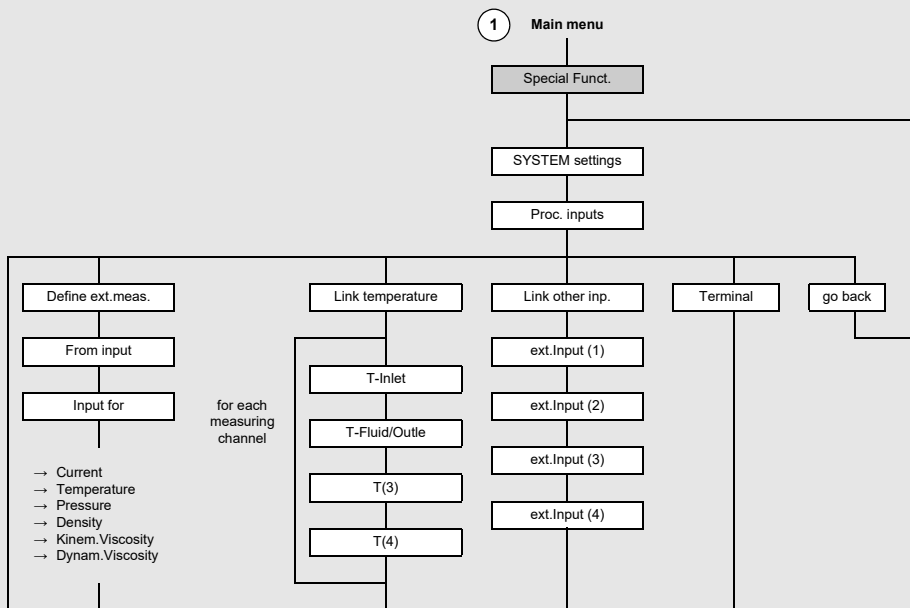 1 Main menu
Special Funct.
SYSTEM settings
Proc. inputs
Define ext.meas.
From input
Input for
→ Current
→ Temperature
→ Pressure
→ Density
→ Kinem.Viscosity
→ Dynam.Viscosity
for each
measuring
channel
Link temperature
T-Inlet
T-Fluid/Outle
T(3)
T(4)
Link other inp.
ext.Input (1)
ext.Input (2)
ext.Input (3)
ext.Input (4)
Terminal
go back